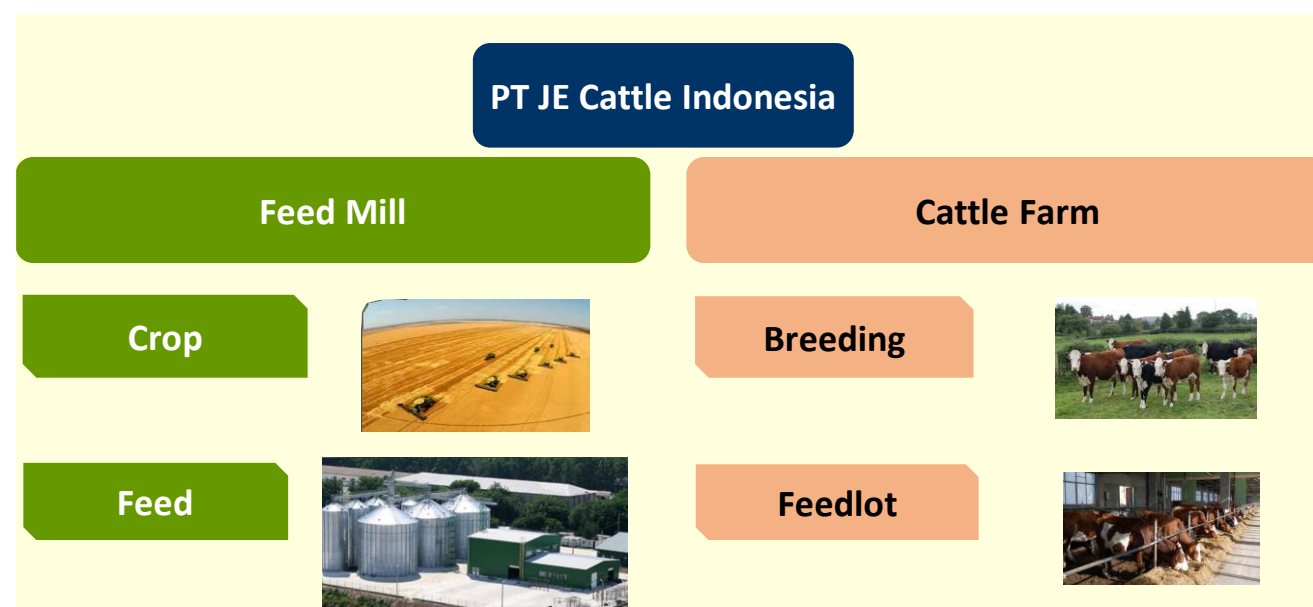 PT JE Cattle Indonesia
Feed Mill
Cattle Farm
Crop
Breeding
Feed
Feedlot